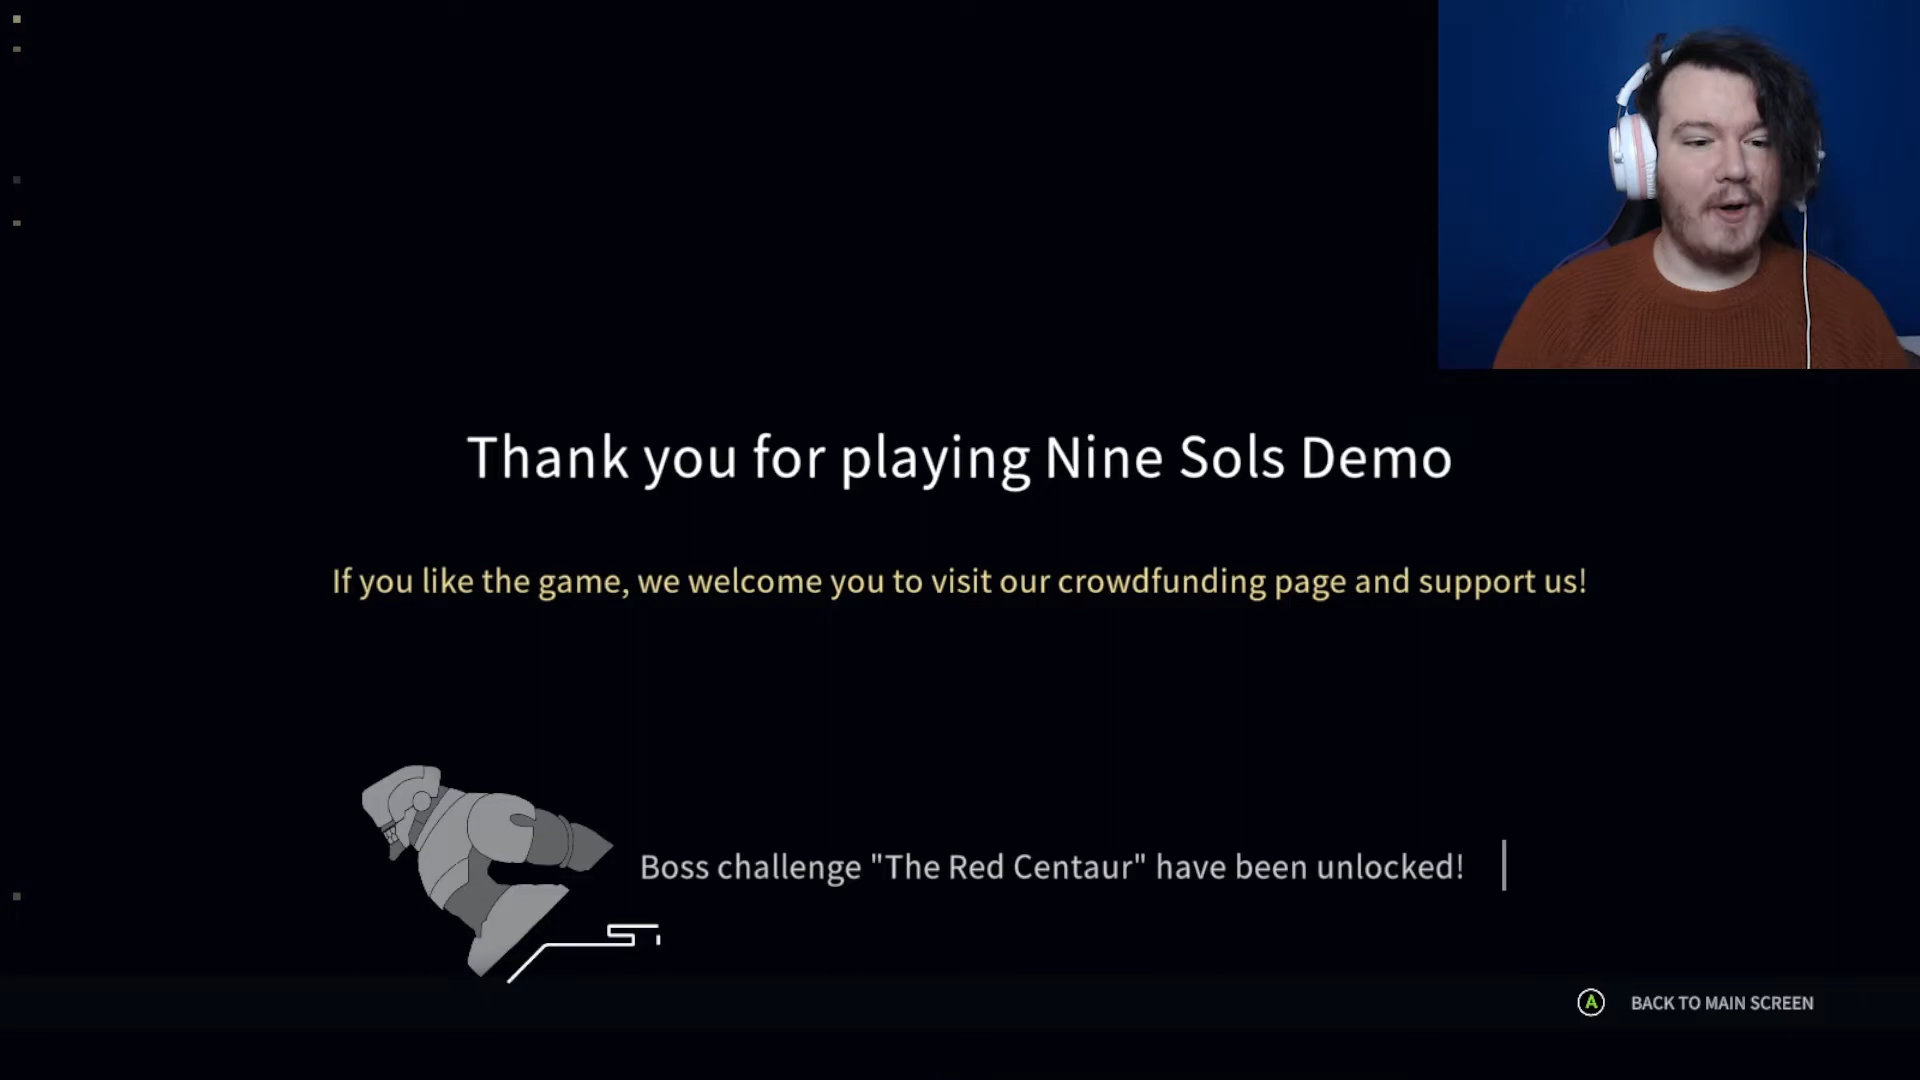 Thank you for playing Nine Sols Demo
If you like the game, we welcome you to visit our crowdfunding page and support us!
Boss challenge "The Red Centaur" have been unlocked!
A BACK TO MAIN SCREEN